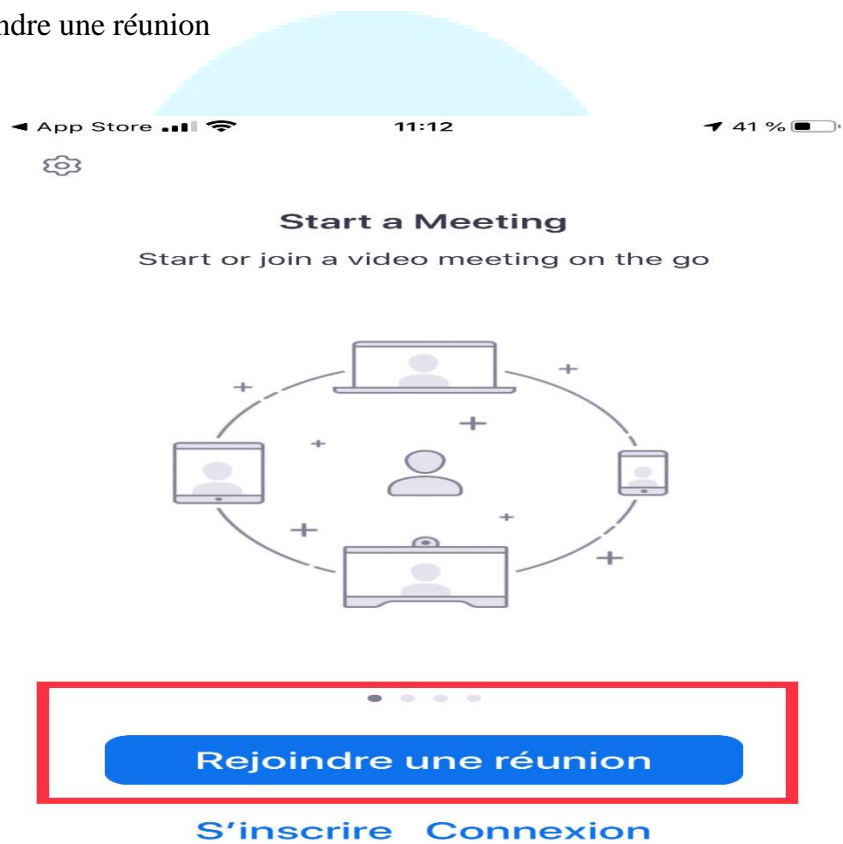 une réunion
App Store 11:12 41 %
Start a Meeting
Start or join a video meeting on the go
Rejoindre une réunion
S'inscrire Connexion